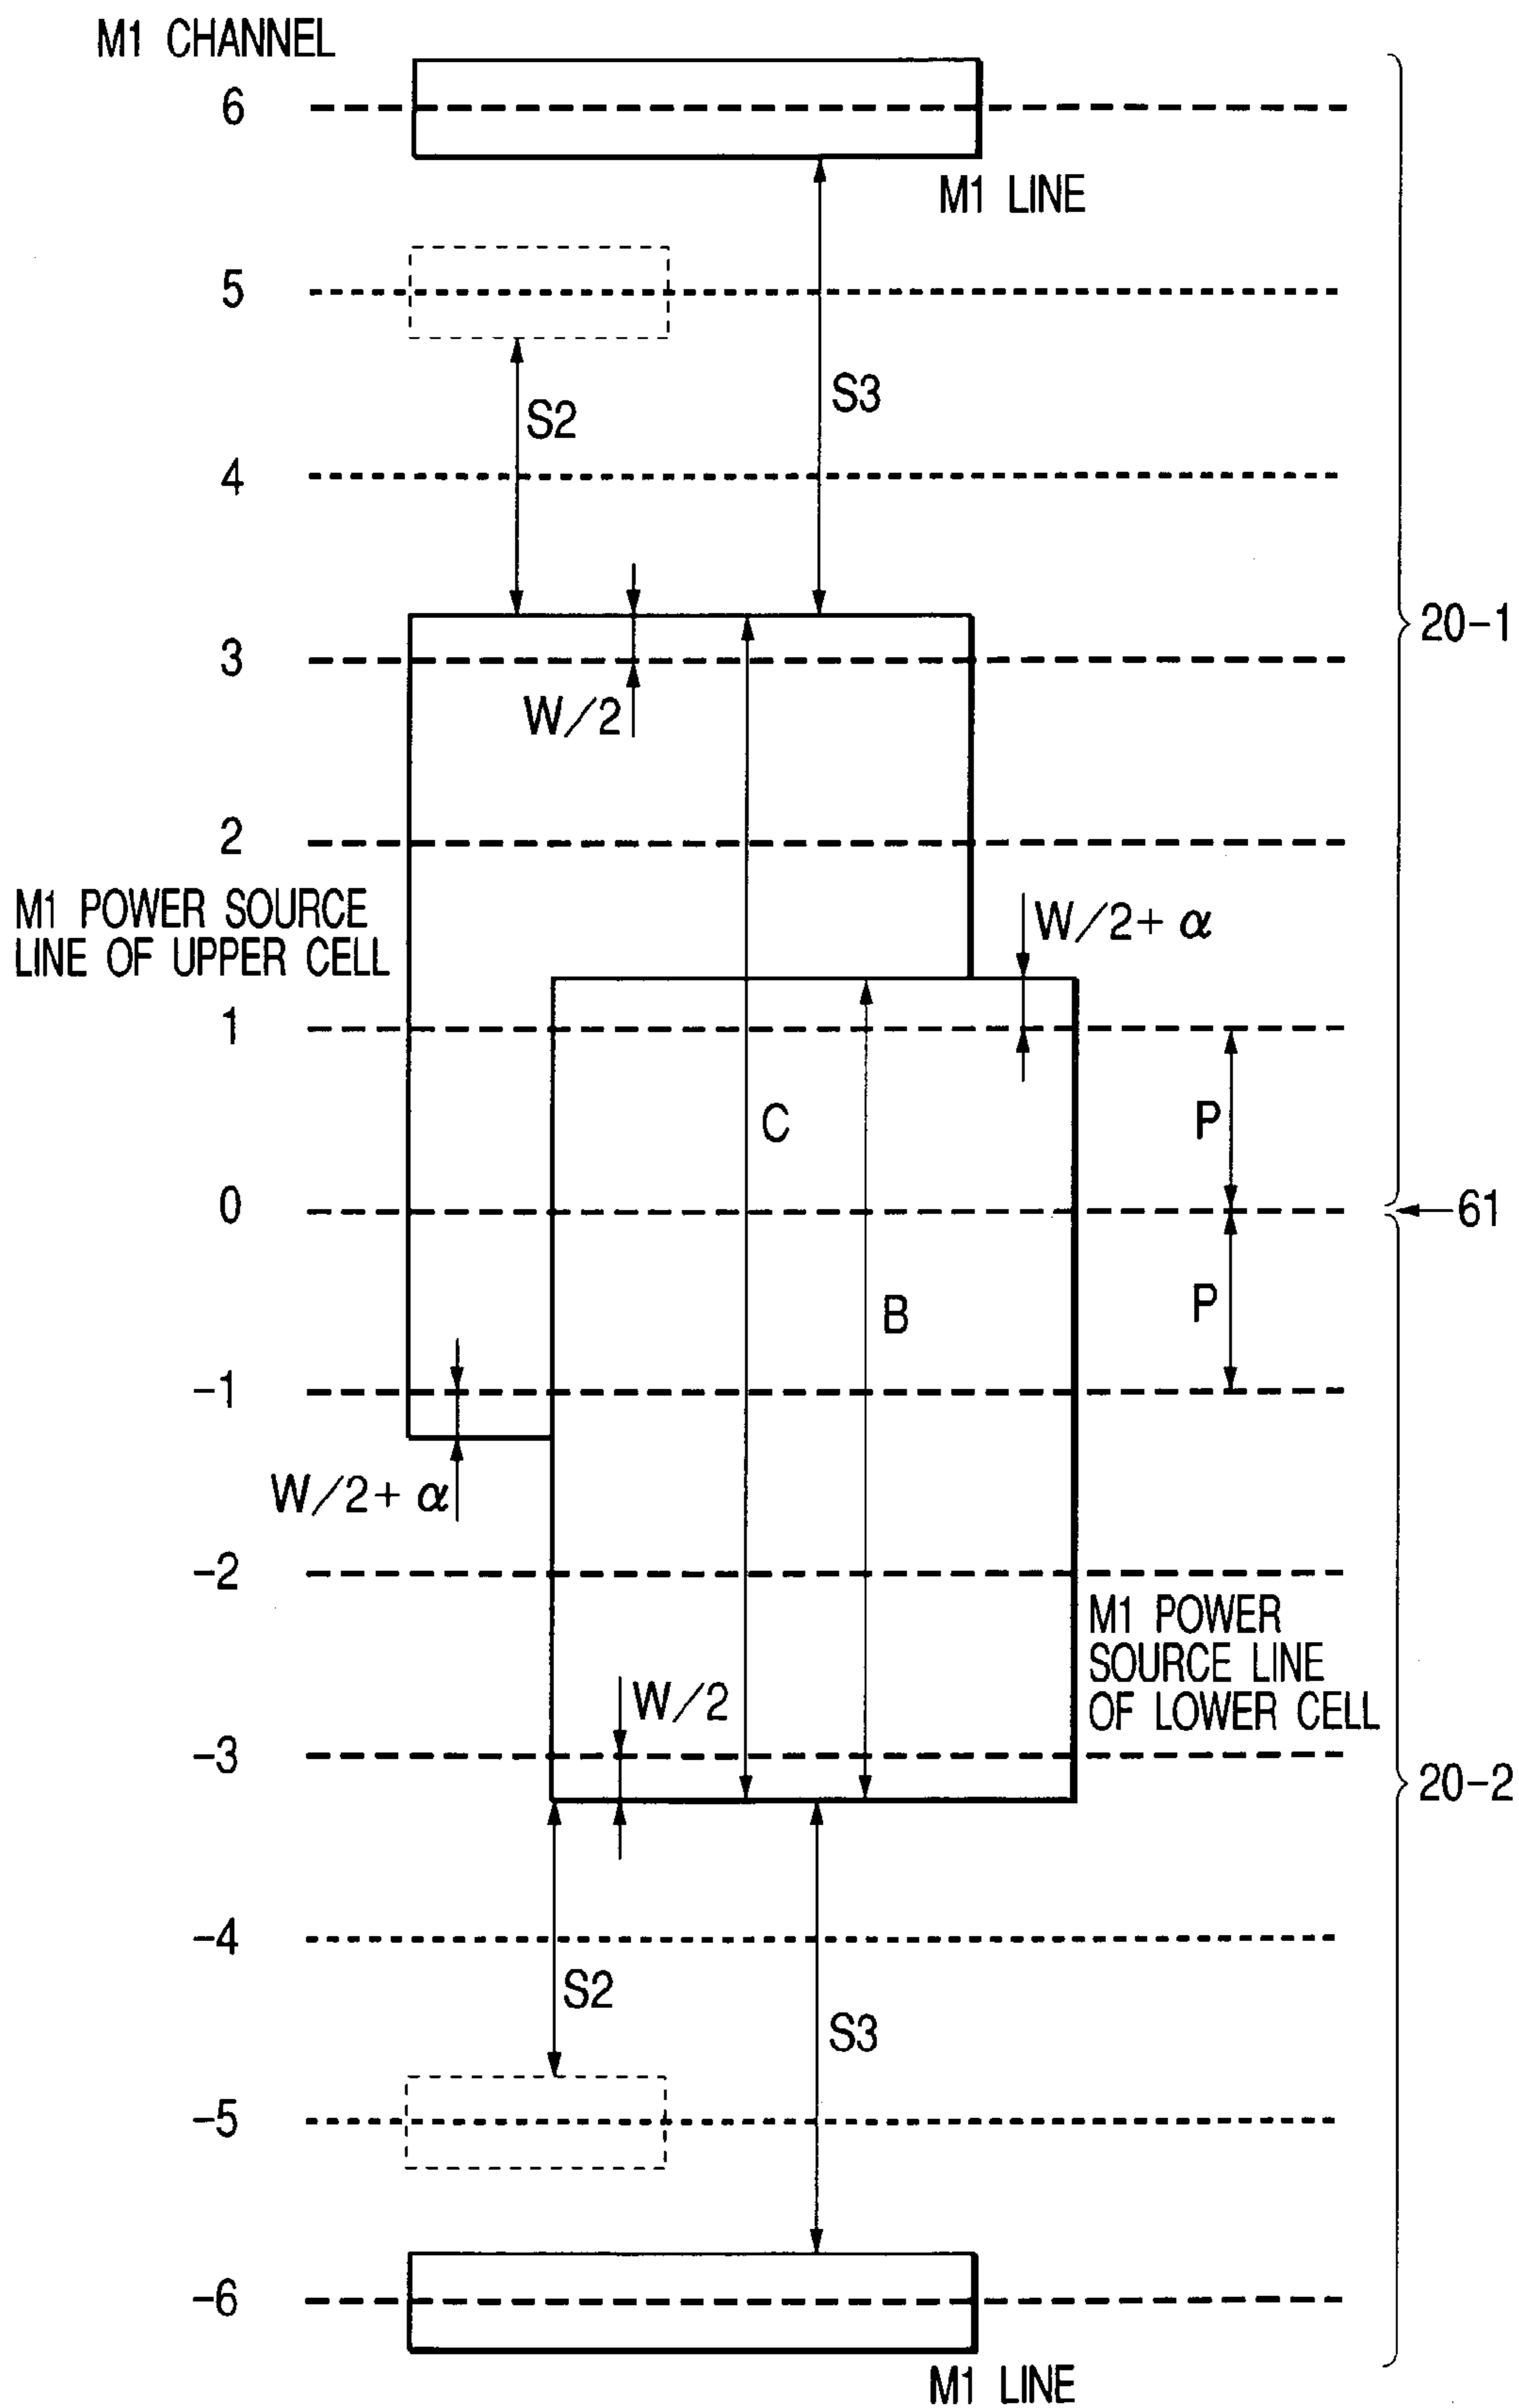 M1 CHANNEL
6
M1 LINE
5
S3
S2
4
20-1
3
W/2
2
M1 POWER SOURCE
LINE OF UPPER CELL
W/2+ α
1
P
C
0
61
P
B
-1
W/2+ α
-2
M1 POWER
SOURCE LINE
OF LOWER CELL
W/2
-3
20-2
-4
S2
S3
-5
-6
M1 LINE